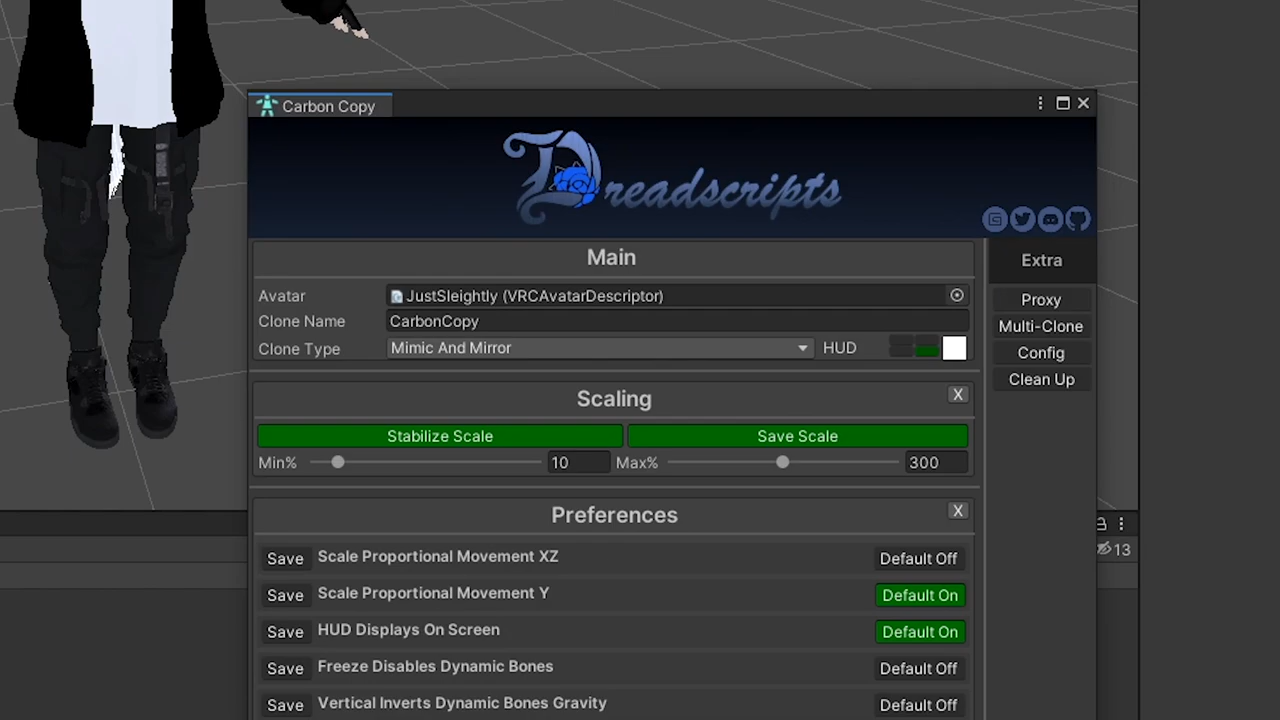 Carbon Copy
Dreadscripts
Main
Extra
Avatar JustSleightly (VRCAvatarDescriptor)
Proxy
Clone Name CarbonCopy
Multi-Clone
Clone Type Mimic And Mirror HUD
Config
Clean Up
Scaling X
Stabilize Scale Save Scale
Min% 10 Max% 300
Preferences X
Save Scale Proportional Movement XZ Default Off
13
Save Scale Proportional Movement Y Default On
Save HUD Displays On Screen Default On
Save Freeze Disables Dynamic Bones Default Off
Save Vertical Inverts Dynamic Bones Gravity Default Off